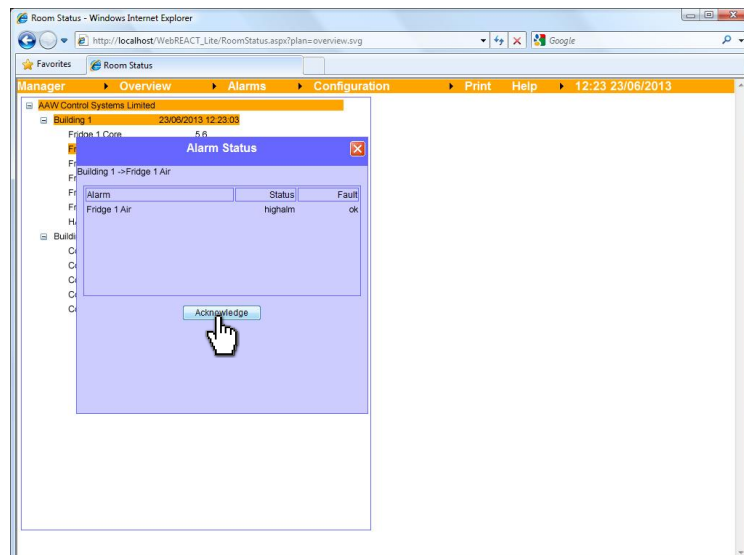 Room Status - Windows Internet Explorer
http://localhost/WebREACT_Lite/RoomStatus.aspx?plan=overview.svg
Google
Favorites
Room Status
Manager Overview Alarms Configuration Print Help 12:23 23/06/2013
AAW Control Systems Limited
Building 1 23/06/2013 12:23:03
Fridge 1 Core 5.6
Alarm Status
Building 1 ->Fridge 1 Air
Alarm Status Fault
Fridge 1 Air highalm ok
Acknowledge